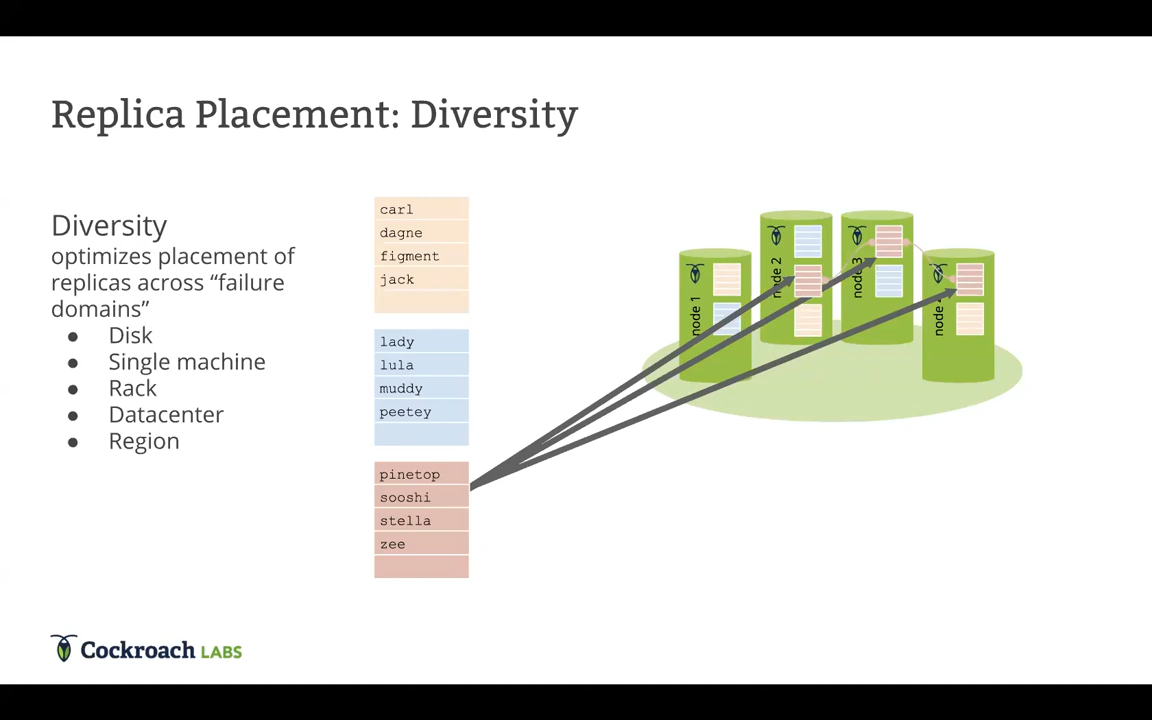 Replica Placement: Diversity
Diversity
optimizes placement of
replicas across “failure
domains”
● Disk
● Single machine
● Rack
● Datacenter
● Region
carl
dagne
figment
jack
lady
lula
muddy
peetey
pinetop
sooshi
stella
zee
node 1
node 2
node 3
node
Cockroach LABS